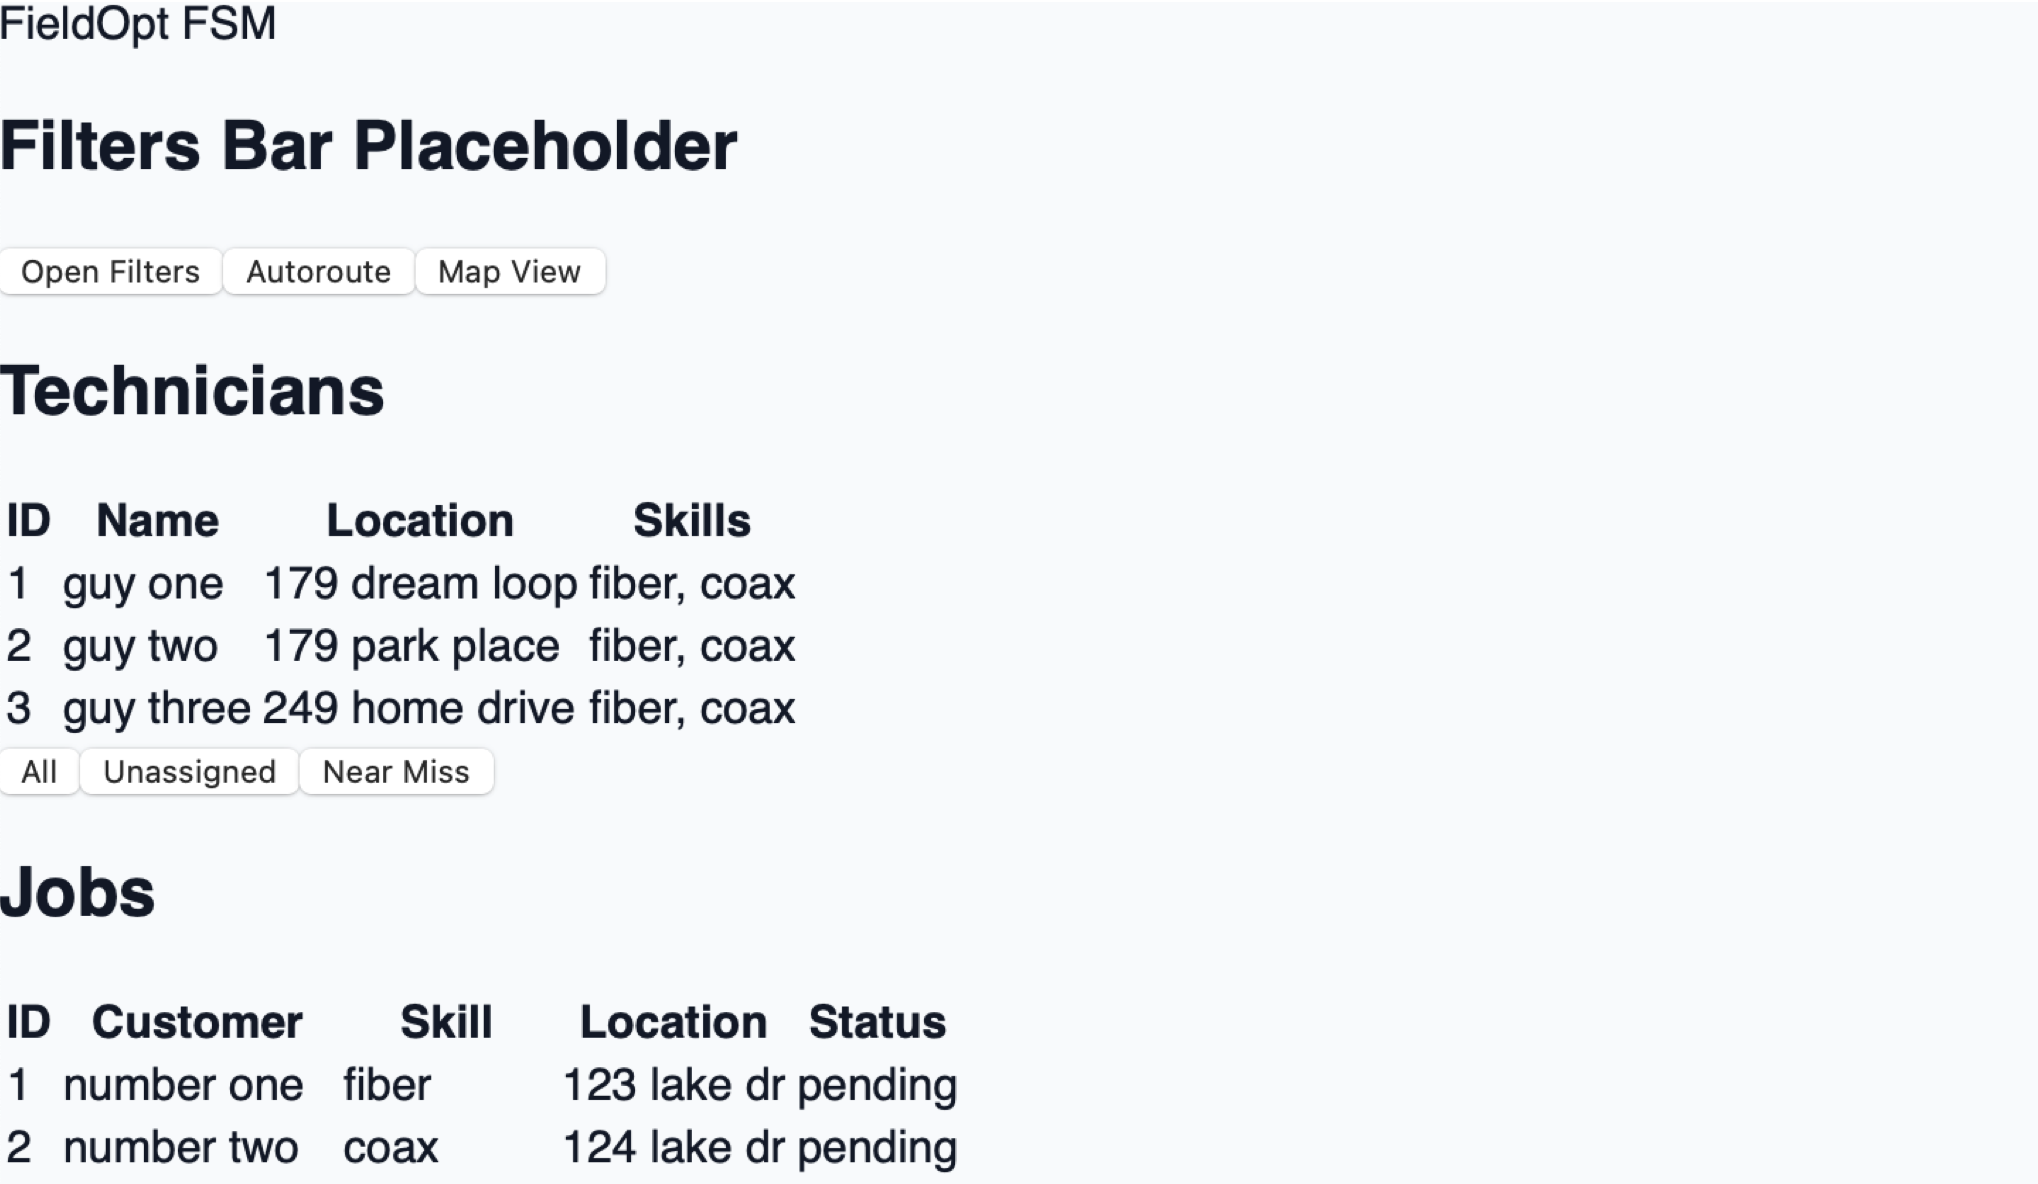 FieldOpt FSM
Filters Bar Placeholder
Open Filters Autoroute Map View
Technicians
ID Name Location Skills
1 guy one 179 dream loop fiber, coax
2 guy two 179 park place fiber, coax
3 guy three 249 home drive fiber, coax
All Unassigned Near Miss
Jobs
ID Customer Skill Location Status
1 number one fiber 123 lake dr pending
2 number two coax 124 lake dr pending